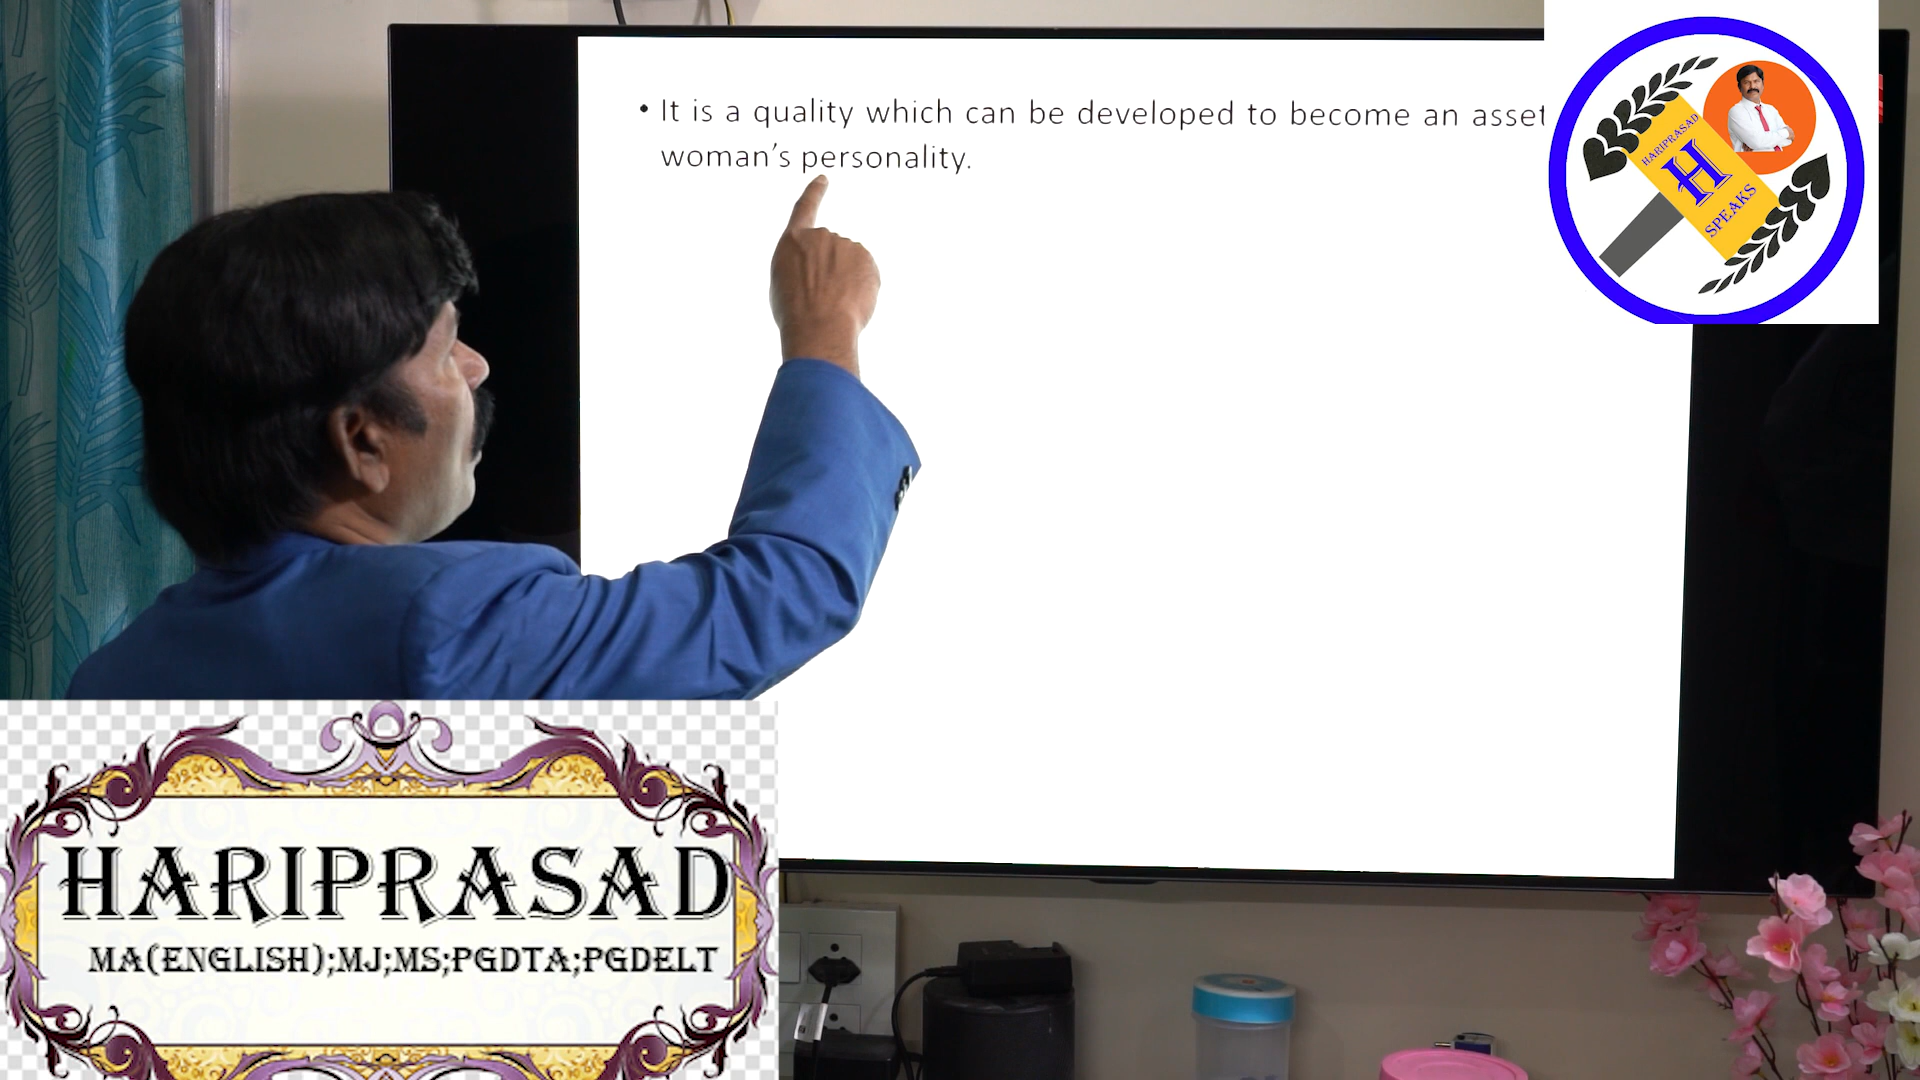 • It is a quality which can be developed to become an asset
woman's personality.
HARIPRASAD
H
SPEAKS
HARIPRASAD
MA(ENGLISH);MJ;MS;PGDTA;PGDELT